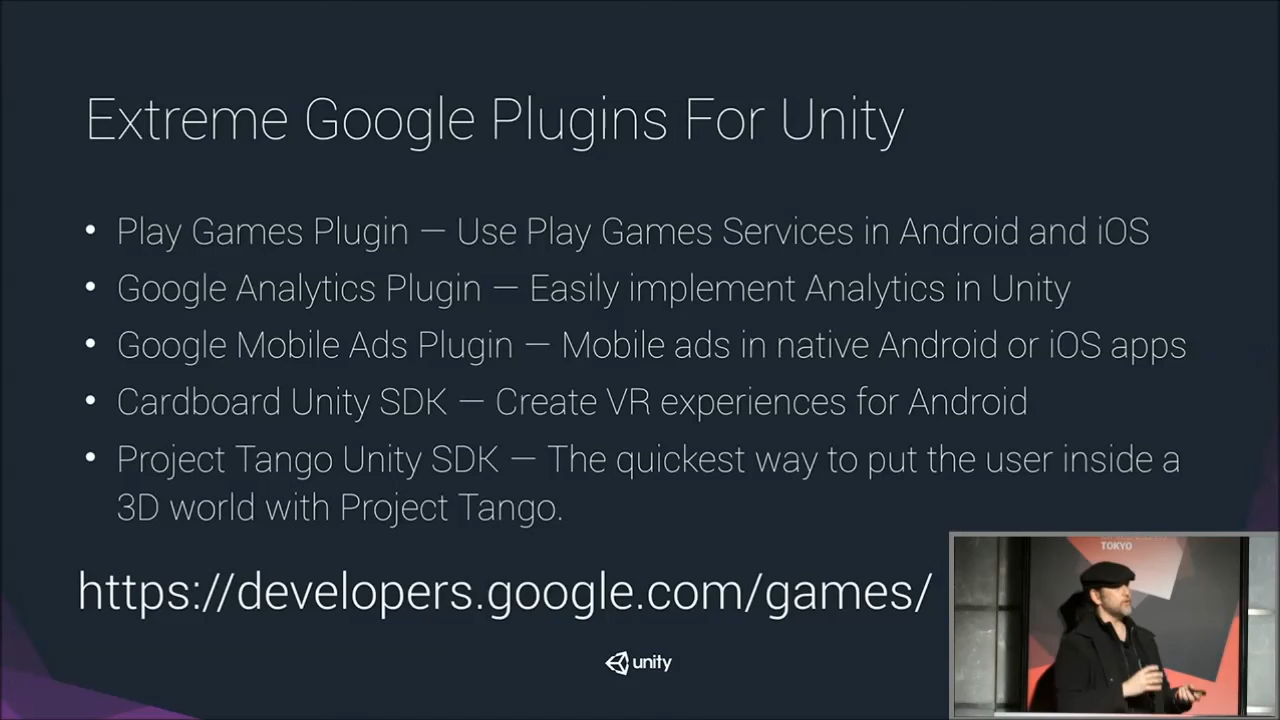 Extreme Google Plugins For Unity
• Play Games Plugin — Use Play Games Services in Android and iOS
• Google Analytics Plugin — Easily implement Analytics in Unity
• Google Mobile Ads Plugin — Mobile ads in native Android or iOS apps
• Cardboard Unity SDK — Create VR experiences for Android
• Project Tango Unity SDK — The quickest way to put the user inside a
3D world with Project Tango.
https://developers.google.com/games/
unity
TOKYO